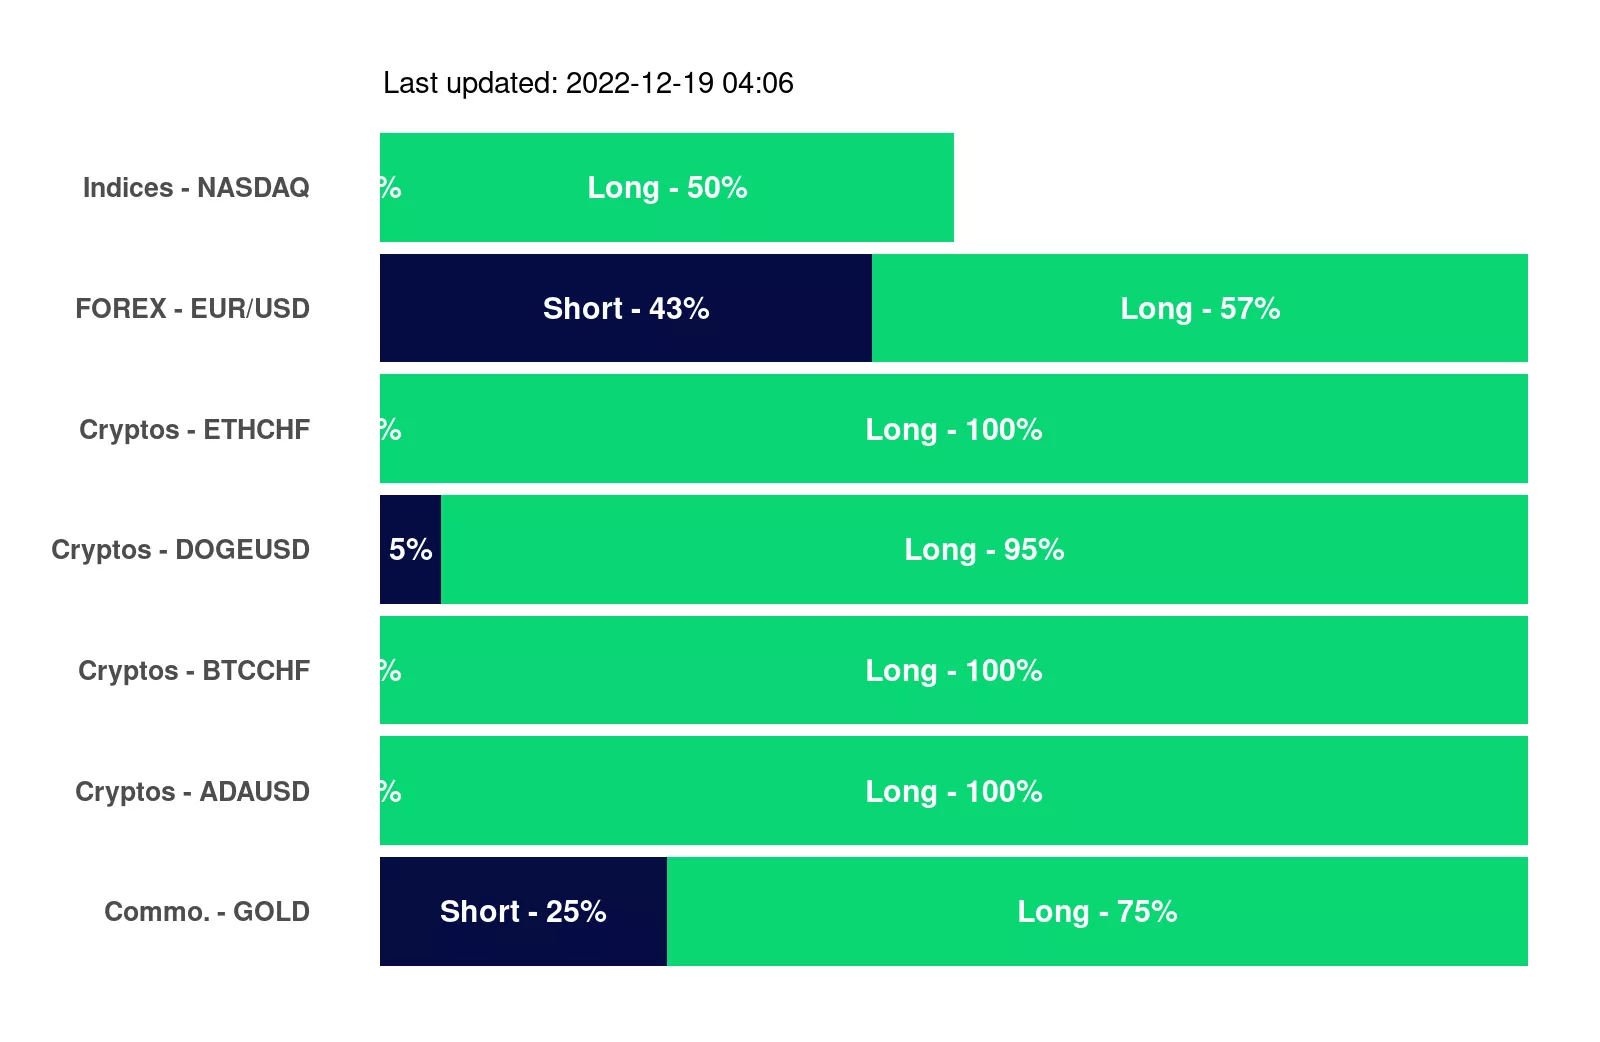 Last updated: 2022-12-19 04:06
Indices - NASDAQ % Long - 50%
FOREX - EUR/USD Short - 43% Long - 57%
Cryptos - ETHCHF % Long - 100%
Cryptos - DOGEUSD 5% Long - 95%
Cryptos - BTCCHF % Long - 100%
Cryptos - ADAUSD % Long - 100%
Commo. - GOLD Short - 25% Long - 75%